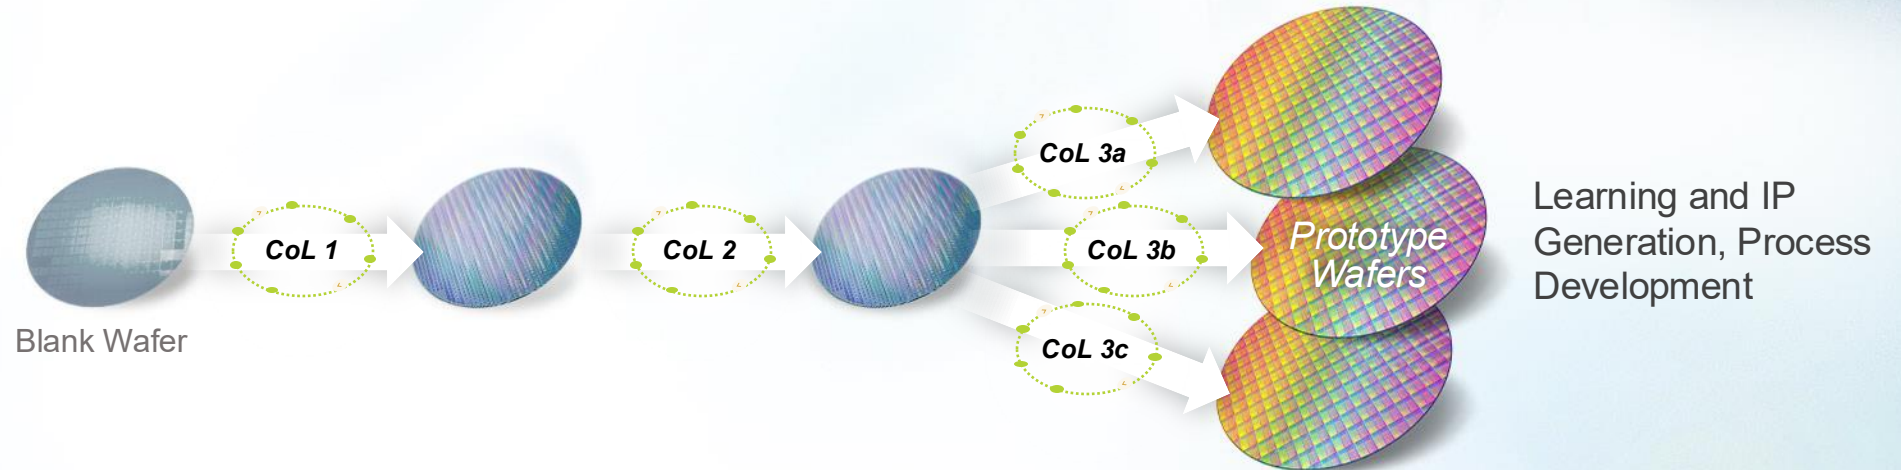 Blank Wafer
CoL 1
CoL 2
CoL 3a
CoL 3b
CoL 3c
Prototype
Wafers
Learning and IP
Generation, Process
Development